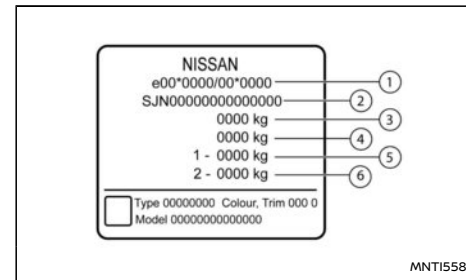 NISSAN
e00*0000/00*0000 1
SJN00000000000000 2
0000 kg 3
0000 kg 4
1 - 0000 kg 5
2 - 0000 kg 6
Type 00000000 Colour, Trim 000 0
Model 00000000000000
MNTI558